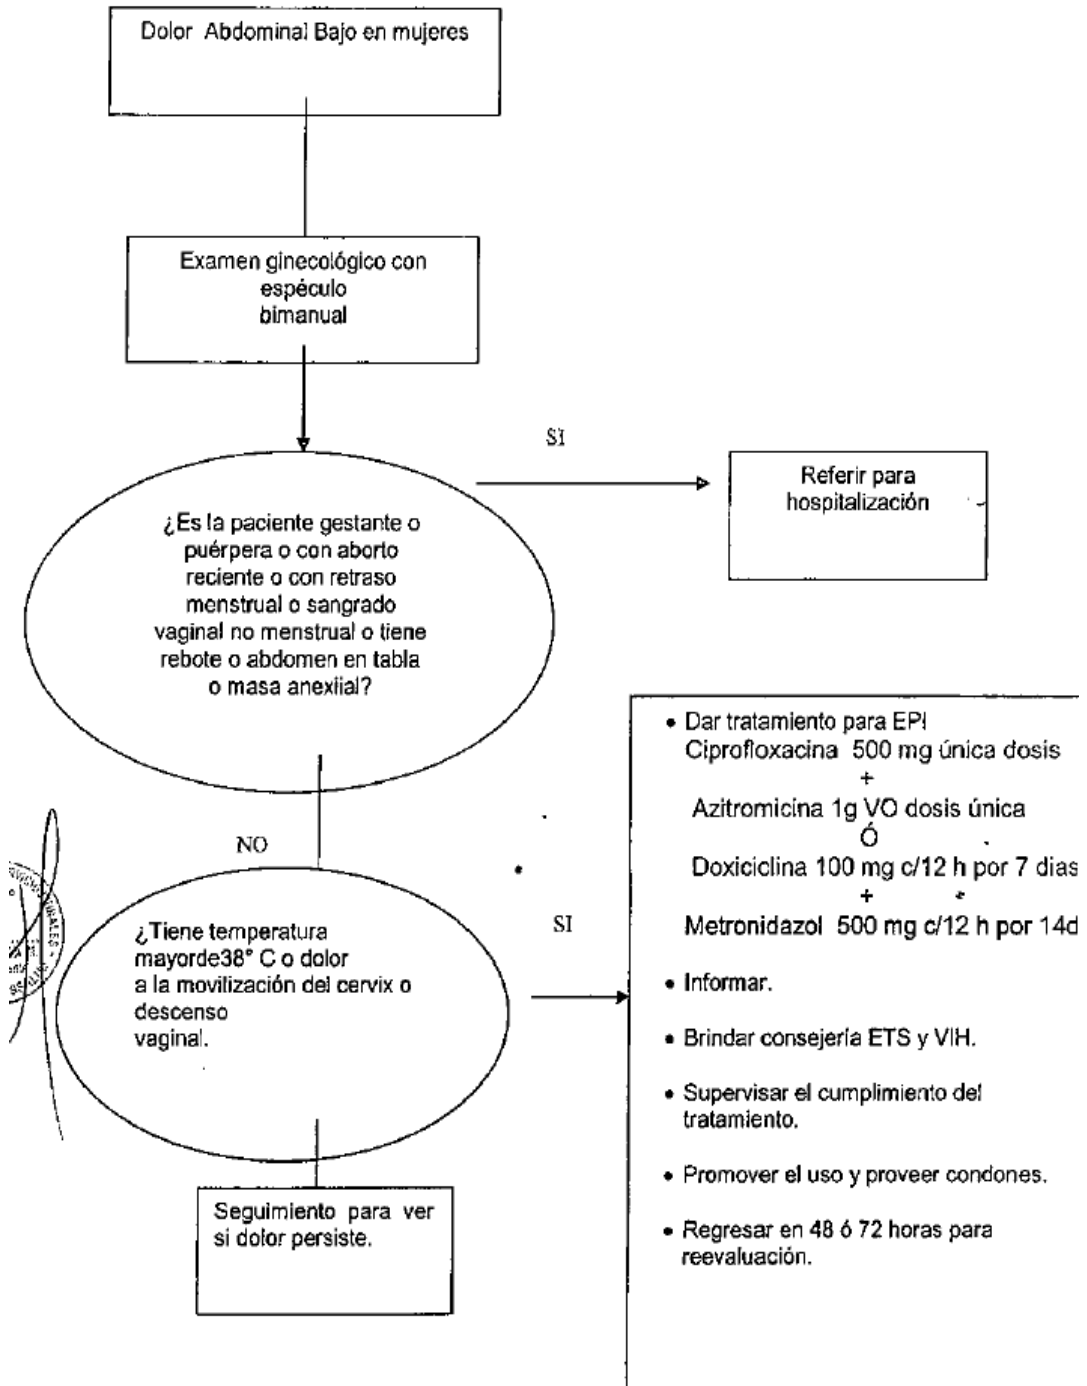 Dolor Abdominal Bajo en mujeres
Examen ginecológico con
espéculo
bimanual
SI
Referir para
hospitalización
¿Es la paciente gestante o
puérpera o con aborto
reciente o con retraso
menstrual o sangrado
vaginal no menstrual o tiene
rebote o abdomen en tabla
o masa anexiial?
NO
¿Tiene temperatura
mayorde38° C o dolor
a la movilización del cervix o
descenso
vaginal.
SI
• Dar tratamiento para EPI
Ciprofloxacina 500 mg única dosis
+
Azitromicina 1g VO dosis única
Ó
Doxiciclina 100 mg c/12 h por 7 dias
+
Metronidazol 500 mg c/12 h por 14d
• Informar.
• Brindar consejería ETS y VIH.
• Supervisar el cumplimiento del
tratamiento.
• Promover el uso y proveer condones.
• Regresar en 48 ó 72 horas para
reevaluación.
Seguimiento para ver
si dolor persiste.